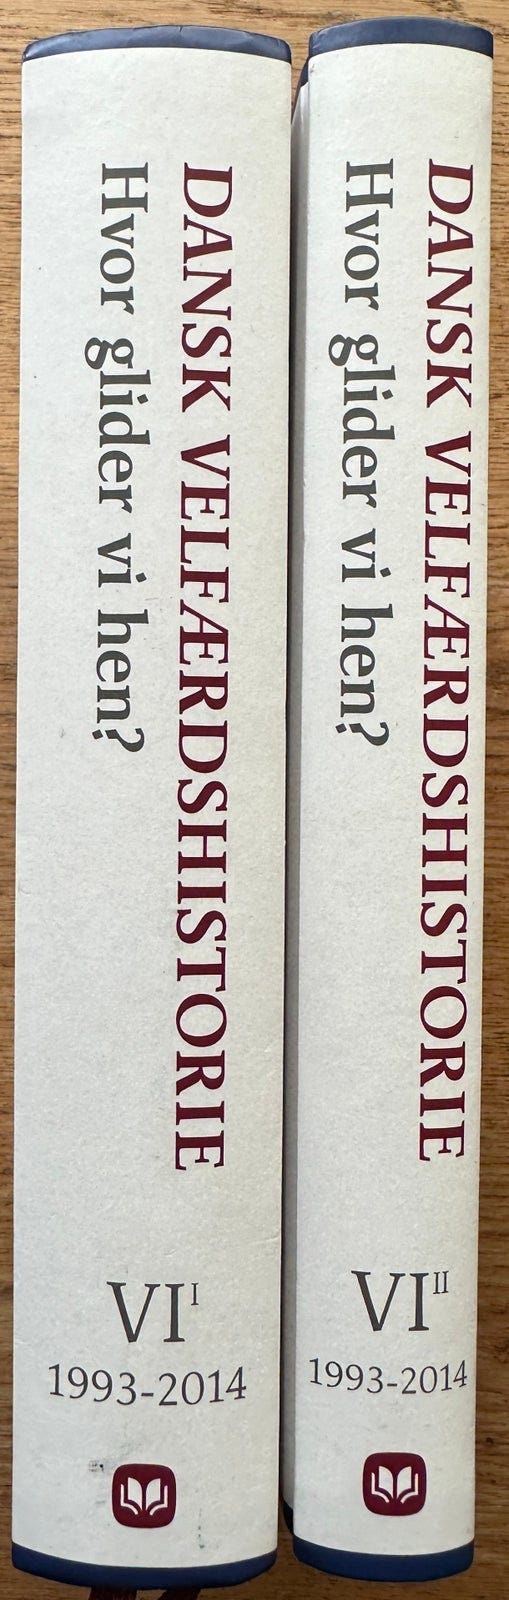 DANSK VELFÆRDSHISTORIE
Hvor glider vi hen?
VI I
1993-2014
DANSK VELFÆRDSHISTORIE
Hvor glider vi hen?
VI II
1993-2014